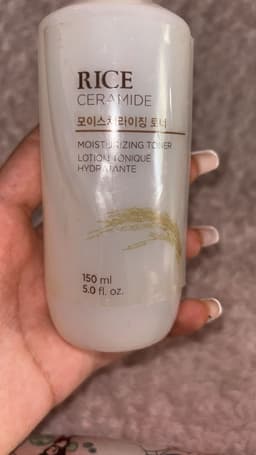 RICE
CERAMIDE
모이스처라이징 토너
MOISTURIZING TONER
LOTION TONIQUE
HYDRATANTE
150 ml
5.0 fl. oz.